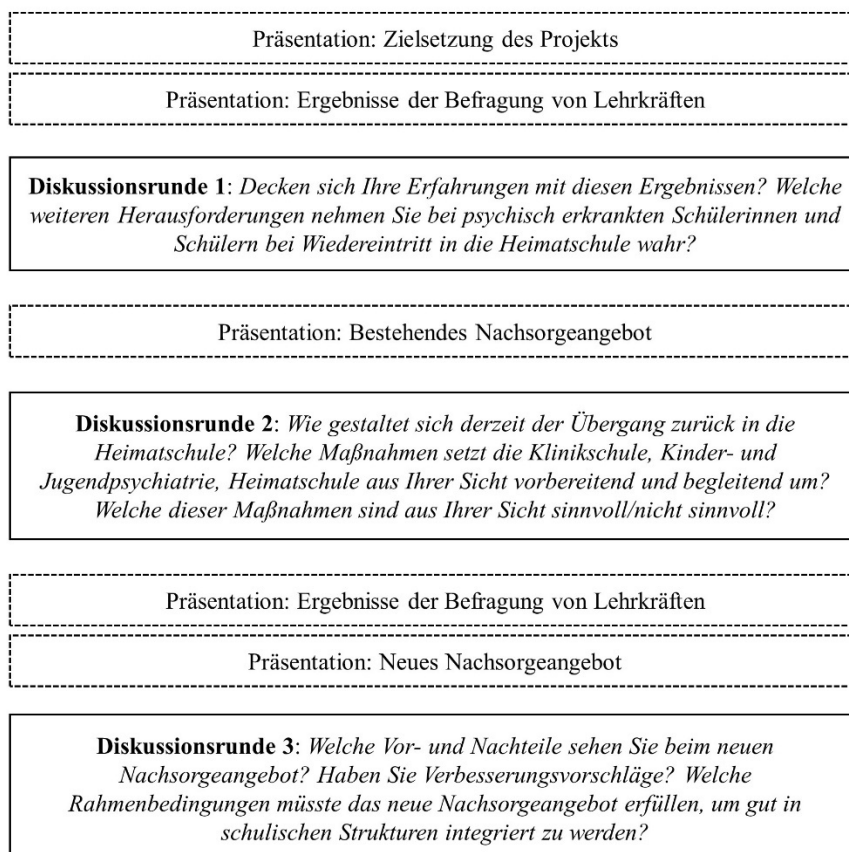 Präsentation: Zielsetzung des Projekts
Präsentation: Ergebnisse der Befragung von Lehrkräften
Diskussionsrunde 1: Decken sich Ihre Erfahrungen mit diesen Ergebnissen? Welche
weiteren Herausforderungen nehmen Sie bei psychisch erkrankten Schülerinnen und
Schülern bei Wiedereintritt in die Heimatschule wahr?
Präsentation: Bestehendes Nachsorgeangebot
Diskussionsrunde 2: Wie gestaltet sich derzeit der Übergang zurück in die
Heimatschule? Welche Maßnahmen setzt die Klinikschule, Kinder- und
Jugendpsychiatrie, Heimatschule aus Ihrer Sicht vorbereitend und begleitend um?
Welche dieser Maßnahmen sind aus Ihrer Sicht sinnvoll/nicht sinnvoll?
Präsentation: Ergebnisse der Befragung von Lehrkräften
Präsentation: Neues Nachsorgeangebot
Diskussionsrunde 3: Welche Vor- und Nachteile sehen Sie beim neuen
Nachsorgeangebot? Haben Sie Verbesserungsvorschläge? Welche
Rahmenbedingungen müsste das neue Nachsorgeangebot erfüllen, um gut in
schulischen Strukturen integriert zu werden?